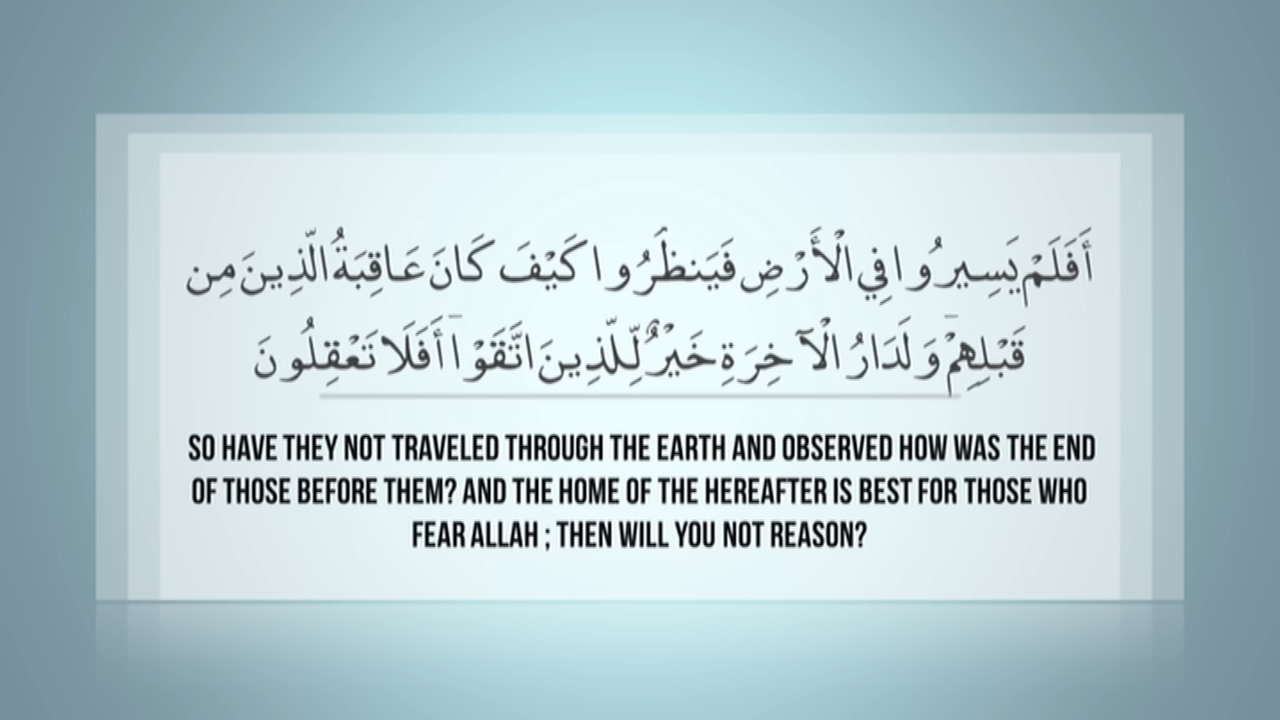 أَفَلَمْ يَسِيرُوا فِي الْأَرْضِ فَيَنظُرُوا كَيْفَ كَانَ عَاقِبَةُ الَّذِينَ مِن
قَبْلِهِمْ ۗ وَلَدَارُ الْآخِرَةِ خَيْرٌ لِّلَّذِينَ اتَّقَوْا ۗ أَفَلَا تَعْقِلُونَ
SO HAVE THEY NOT TRAVELED THROUGH THE EARTH AND OBSERVED HOW WAS THE END
OF THOSE BEFORE THEM? AND THE HOME OF THE HEREAFTER IS BEST FOR THOSE WHO
FEAR ALLAH ; THEN WILL YOU NOT REASON?